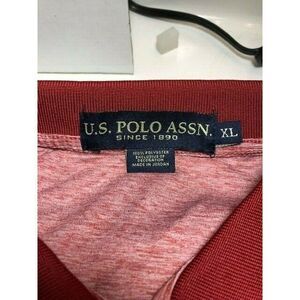 U.S. POLO ASSN.
SINCE 1890
XL
100% POLYESTER
EXCLUSIVE OF
DECORATION
MADE IN JORDAN